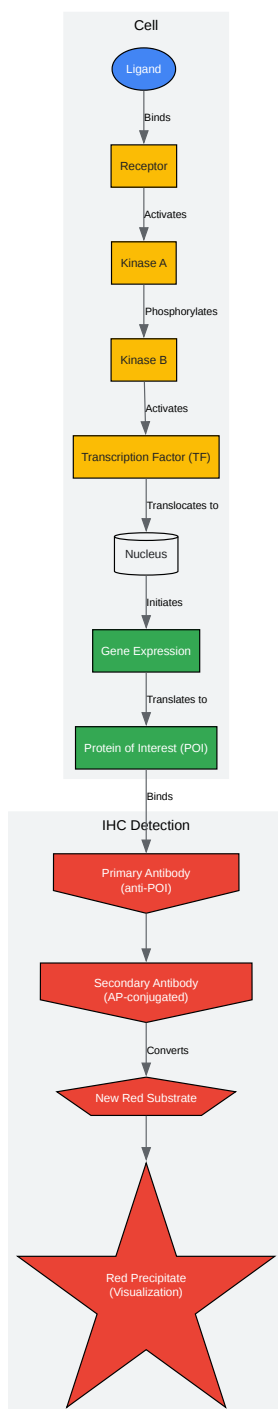 Cell
Ligand
Binds
Receptor
Activates
Kinase A
Phosphorylates
Kinase B
Activates
Transcription Factor (TF)
Translocates to
Nucleus
Initiates
Gene Expression
Translates to
Protein of Interest (POI)
Binds
IHC Detection
Primary Antibody
(anti-POI)
Secondary Antibody
(AP-conjugated)
Converts
New Red Substrate
Red Precipitate
(Visualization)